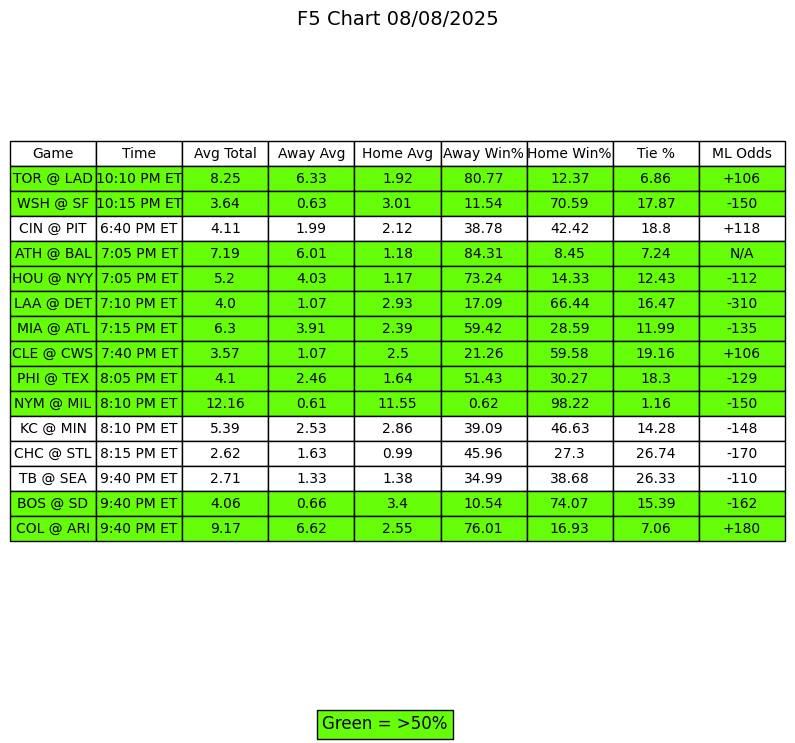 F5 Chart 08/08/2025
Game Time Avg Total Away Avg Home Avg Away Win% Home Win% Tie % ML Odds
TOR @ LAD 10:10 PM ET 8.25 6.33 1.92 80.77 12.37 6.86 +106
WSH @ SF 10:15 PM ET 3.64 0.63 3.01 11.54 70.59 17.87 -150
CIN @ PIT 6:40 PM ET 4.11 1.99 2.12 38.78 42.42 18.8 +118
ATH @ BAL 7:05 PM ET 7.19 6.01 1.18 84.31 8.45 7.24 N/A
HOU @ NYY 7:05 PM ET 5.2 4.03 1.17 73.24 14.33 12.43 -112
LAA @ DET 7:10 PM ET 4.0 1.07 2.93 17.09 66.44 16.47 -310
MIA @ ATL 7:15 PM ET 6.3 3.91 2.39 59.42 28.59 11.99 -135
CLE @ CWS 7:40 PM ET 3.57 1.07 2.5 21.26 59.58 19.16 +106
PHI @ TEX 8:05 PM ET 4.1 2.46 1.64 51.43 30.27 18.3 -129
NYM @ MIL 8:10 PM ET 12.16 0.61 11.55 0.62 98.22 1.16 -150
KC @ MIN 8:10 PM ET 5.39 2.53 2.86 39.09 46.63 14.28 -148
CHC @ STL 8:15 PM ET 2.62 1.63 0.99 45.96 27.3 26.74 -170
TB @ SEA 9:40 PM ET 2.71 1.33 1.38 34.99 38.68 26.33 -110
BOS @ SD 9:40 PM ET 4.06 0.66 3.4 10.54 74.07 15.39 -162
COL @ ARI 9:40 PM ET 9.17 6.62 2.55 76.01 16.93 7.06 +180
Green = >50%